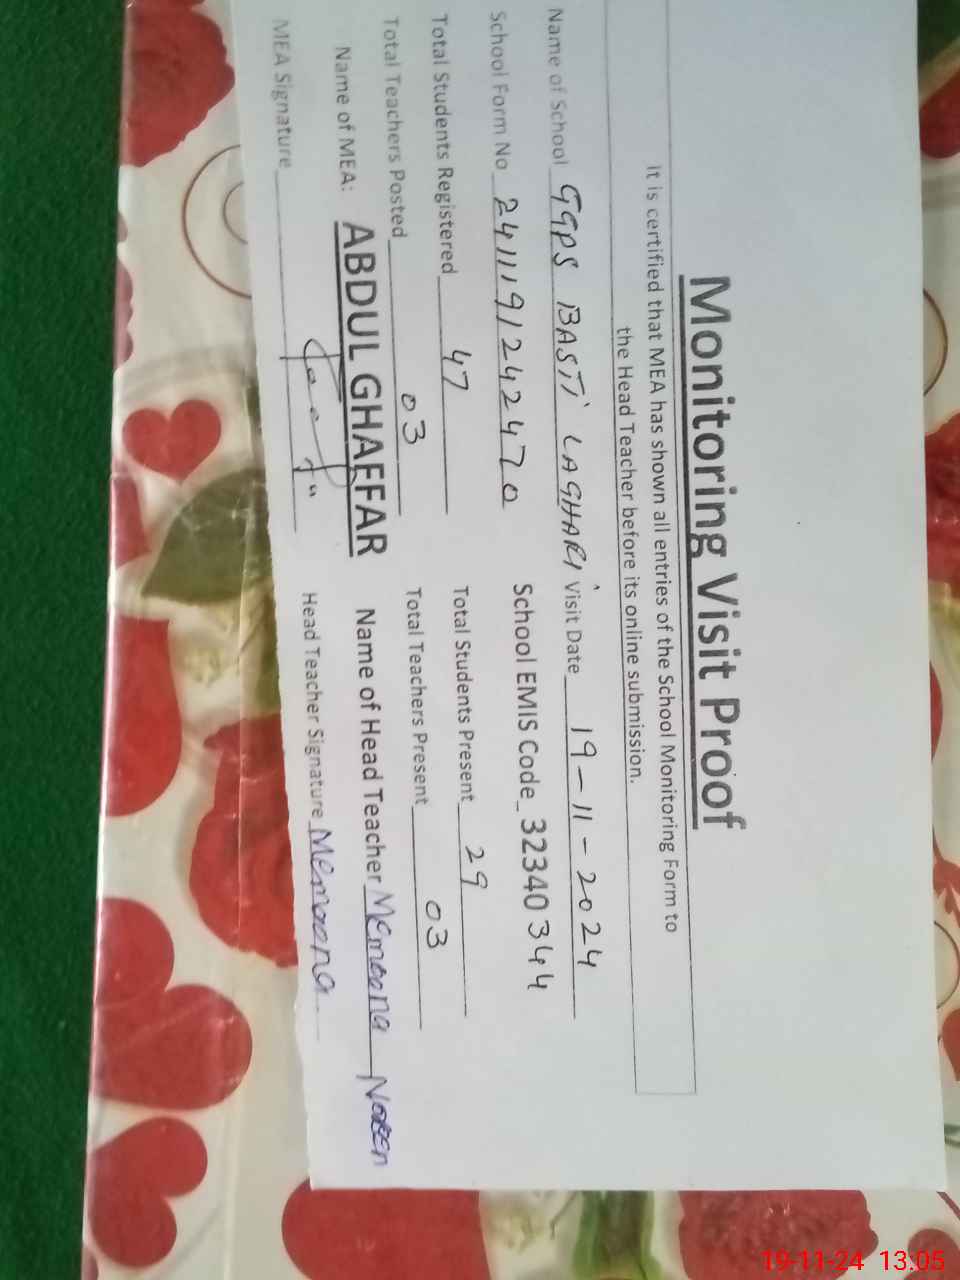 Monitoring Visit Proof
It is certified that MEA has shown all entries of the School Monitoring Form to
the Head Teacher before its online submission.
Name of School GGPS BASTI LAGHARI Visit Date 19-11-2024
School Form No 2411191242470 School EMIS Code 32340344
Total Students Registered 47 Total Students Present 29
Total Teachers Posted 03 Total Teachers Present 03
Name of MEA: ABDUL GHAFFAR Name of Head Teacher Memoona Noren
MEA Signature Head Teacher Signature Memoona
19-11-24 13:05